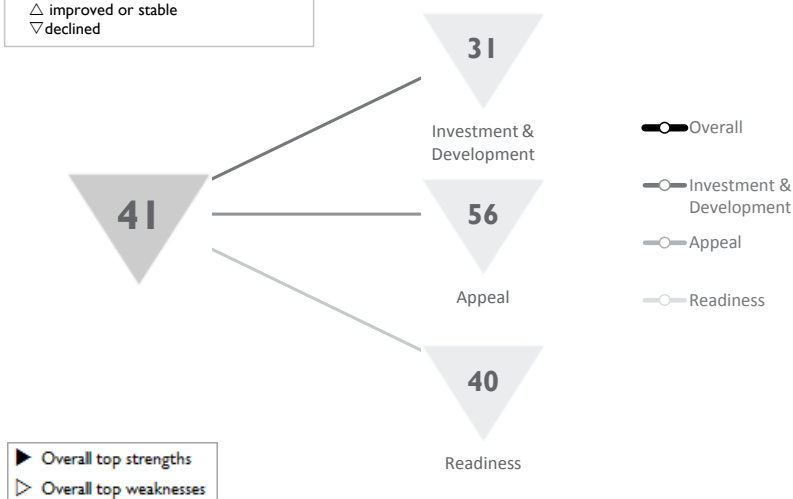 △ improved or stable
▽ declined
31
Investment &
Development
41
56
Appeal
40
Readiness
Overall
Investment &
Development
Appeal
Readiness
▶ Overall top strengths
▷ Overall top weaknesses